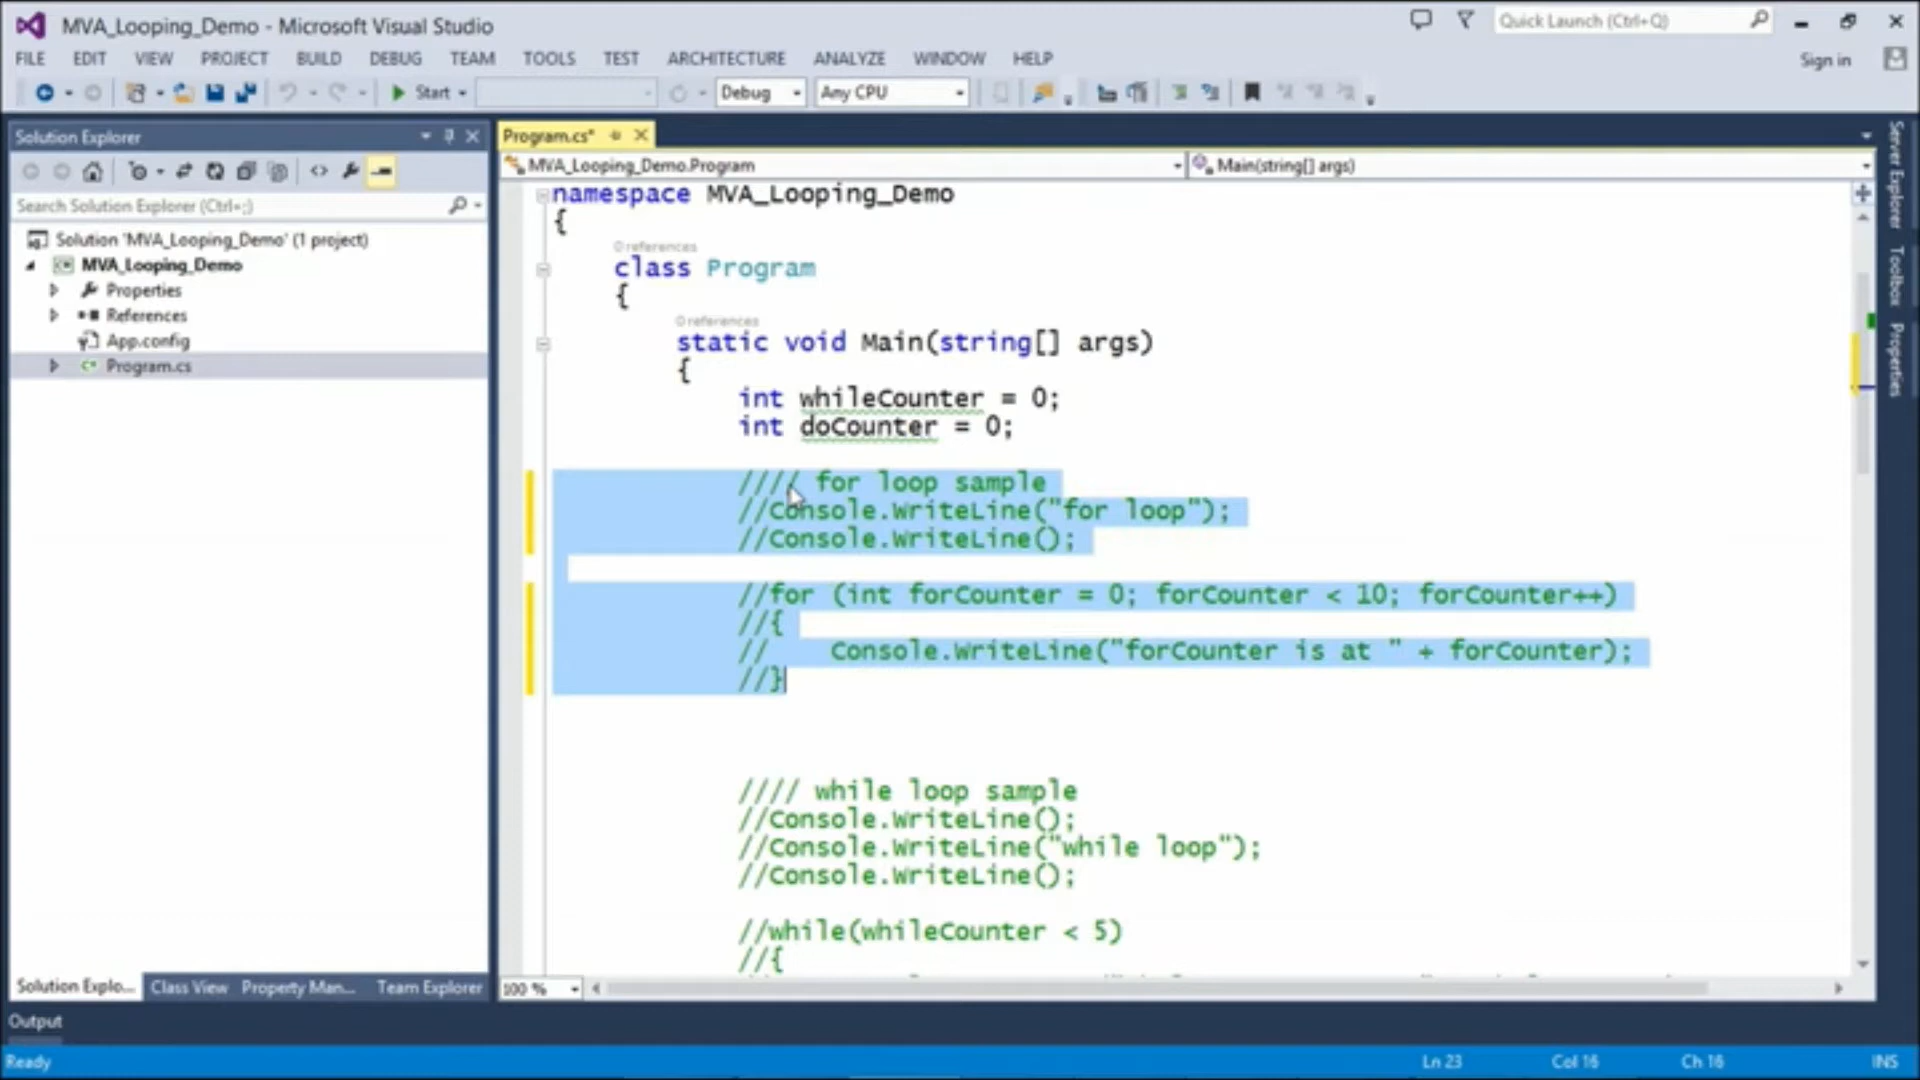 MVA_Looping_Demo - Microsoft Visual Studio
Quick Launch (Ctrl+Q)
FILE EDIT VIEW PROJECT BUILD DEBUG TEAM TOOLS TEST ARCHITECTURE ANALYZE WINDOW HELP
Sign in
Start Debug Any CPU
Solution Explorer
Search Solution Explorer (Ctrl+;)
Solution 'MVA_Looping_Demo' (1 project)
MVA_Looping_Demo
Properties
References
App.config
Program.cs
Solution Explo... Class View Property Man... Team Explorer
Program.cs*
MVA_Looping_Demo.Program
Main(string[] args)
namespace MVA_Looping_Demo
{
0 references
class Program
{
0 references
static void Main(string[] args)
{
int whileCounter = 0;
int doCounter = 0;
//// for loop sample
//Console.WriteLine("for loop");
//Console.WriteLine();
//for (int forCounter = 0; forCounter < 10; forCounter++)
//{
//    Console.WriteLine("forCounter is at " + forCounter);
//}
//// while loop sample
//Console.WriteLine();
//Console.WriteLine("while loop");
//Console.WriteLine();
//while(whileCounter < 5)
//{
100 %
Server Explorer
Toolbox
Properties
Output
Ready
Ln 23 Col 16 Ch 16 INS